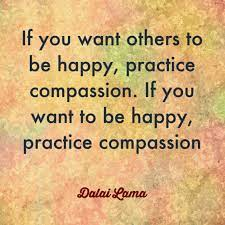 If you want others to
be happy, practice
compassion. If you
want to be happy,
practice compassion
Dalai Lama